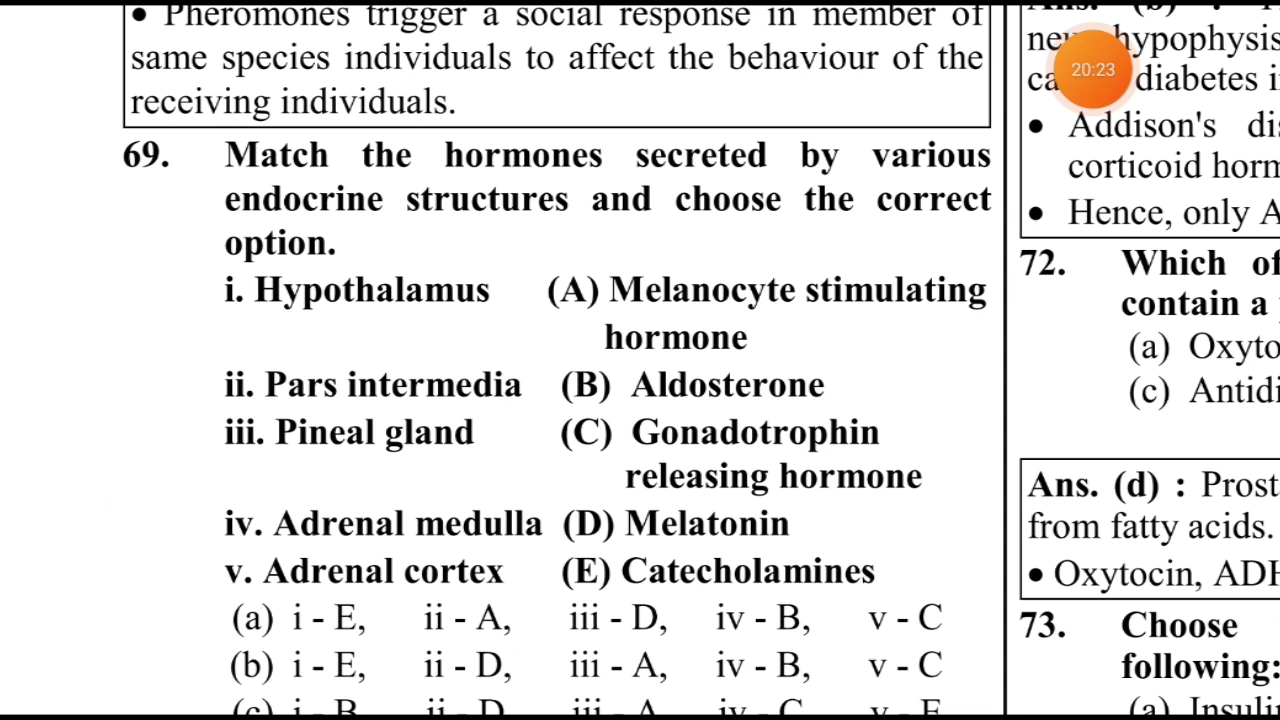 • Pheromones trigger a social response in member of
same species individuals to affect the behaviour of the
receiving individuals.
69. Match the hormones secreted by various
endocrine structures and choose the correct
option.
i. Hypothalamus (A) Melanocyte stimulating
hormone
ii. Pars intermedia (B) Aldosterone
iii. Pineal gland (C) Gonadotrophin
releasing hormone
iv. Adrenal medulla (D) Melatonin
v. Adrenal cortex (E) Catecholamines
(a) i - E, ii - A, iii - D, iv - B, v - C
(b) i - E, ii - D, iii - A, iv - B, v - C
(c) i - B ii - D iii - A iv - C v - E
Ans. (b) :
hypophysis
20:23
diabetes
• Addison's
corticoid
• Hence, only
72. Which of
contain a
(a)
(c)
Ans. (d) :
from fatty acids.
• Oxytocin,
73. Choose
following:
(a)